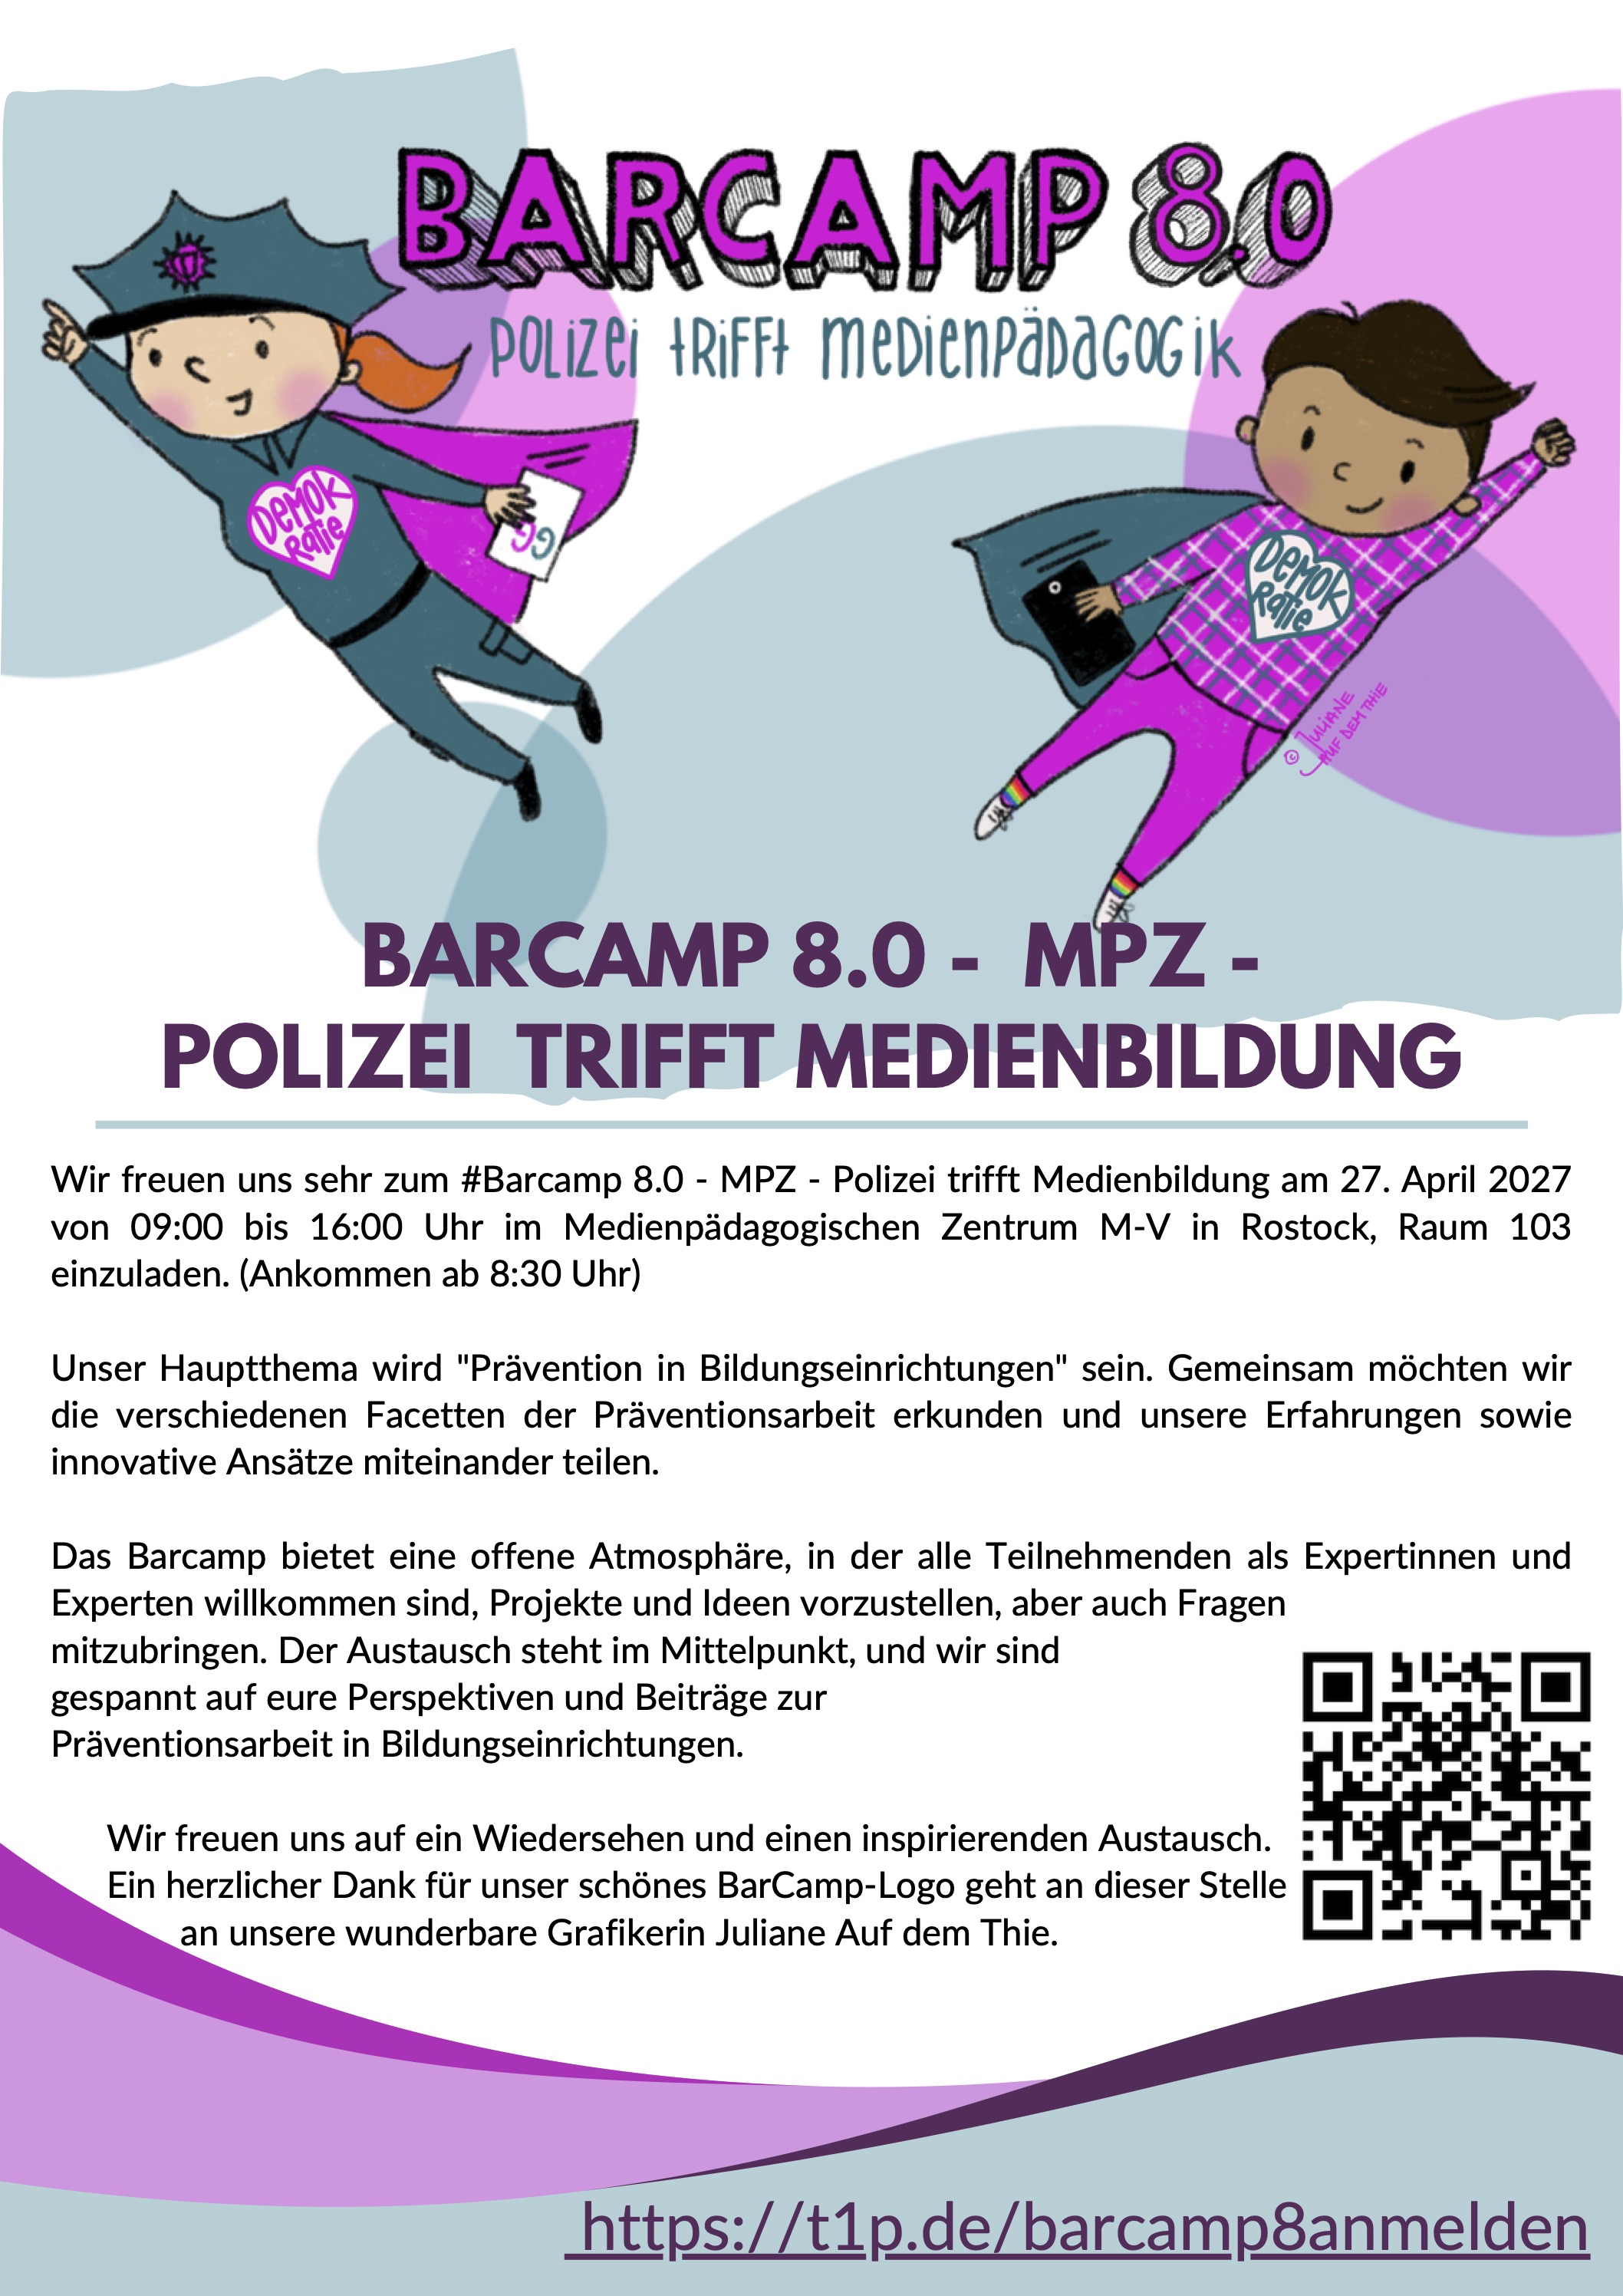 BARCAMP 8.0
POLIZEI TRIFFT MEDIENPÄDAGOGIK
DEMOK
RATIE
GG
DEMOK
RATIE
© JULIANE
AUF DEM THIE
BARCAMP 8.0 - MPZ -
POLIZEI TRIFFT MEDIENBILDUNG
Wir freuen uns sehr zum #Barcamp 8.0 - MPZ - Polizei trifft Medienbildung am 27. April 2027
von 09:00 bis 16:00 Uhr im Medienpädagogischen Zentrum M-V in Rostock, Raum 103
einzuladen. (Ankommen ab 8:30 Uhr)
Unser Hauptthema wird "Prävention in Bildungseinrichtungen" sein. Gemeinsam möchten wir
die verschiedenen Facetten der Präventionsarbeit erkunden und unsere Erfahrungen sowie
innovative Ansätze miteinander teilen.
Das Barcamp bietet eine offene Atmosphäre, in der alle Teilnehmenden als Expertinnen und
Experten willkommen sind, Projekte und Ideen vorzustellen, aber auch Fragen
mitzubringen. Der Austausch steht im Mittelpunkt, und wir sind
gespannt auf eure Perspektiven und Beiträge zur
Präventionsarbeit in Bildungseinrichtungen.
Wir freuen uns auf ein Wiedersehen und einen inspirierenden Austausch.
Ein herzlicher Dank für unser schönes BarCamp-Logo geht an dieser Stelle
an unsere wunderbare Grafikerin Juliane Auf dem Thie.
https://t1p.de/barcamp8anmelden